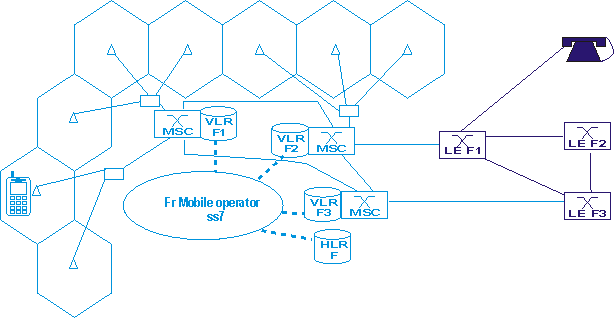 VLR
F1
MSC
VLR
F2
MSC
LE F1
LE F2
Fr Mobile operator
ss7
VLR
F3
MSC
LE F3
HLR
F